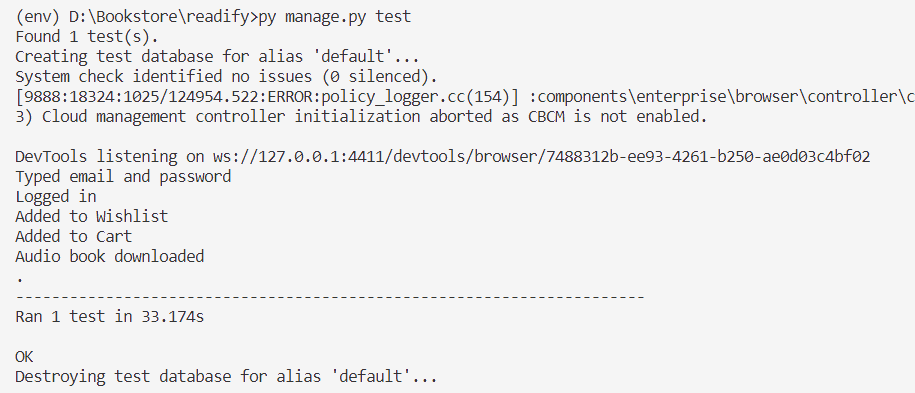 (env) D:\Bookstore\readify>py manage.py test
Found 1 test(s).
Creating test database for alias 'default'...
System check identified no issues (0 silenced).
[9888:18324:1025/124954.522:ERROR:policy_logger.cc(154)] :components\enterprise\browser\controller\c
3) Cloud management controller initialization aborted as CBCM is not enabled.
DevTools listening on ws://127.0.0.1:4411/devtools/browser/7488312b-ee93-4261-b250-ae0d03c4bf02
Typed email and password
Logged in
Added to Wishlist
Added to Cart
Audio book downloaded
.
----------------------------------------------------------------------
Ran 1 test in 33.174s
OK
Destroying test database for alias 'default'...